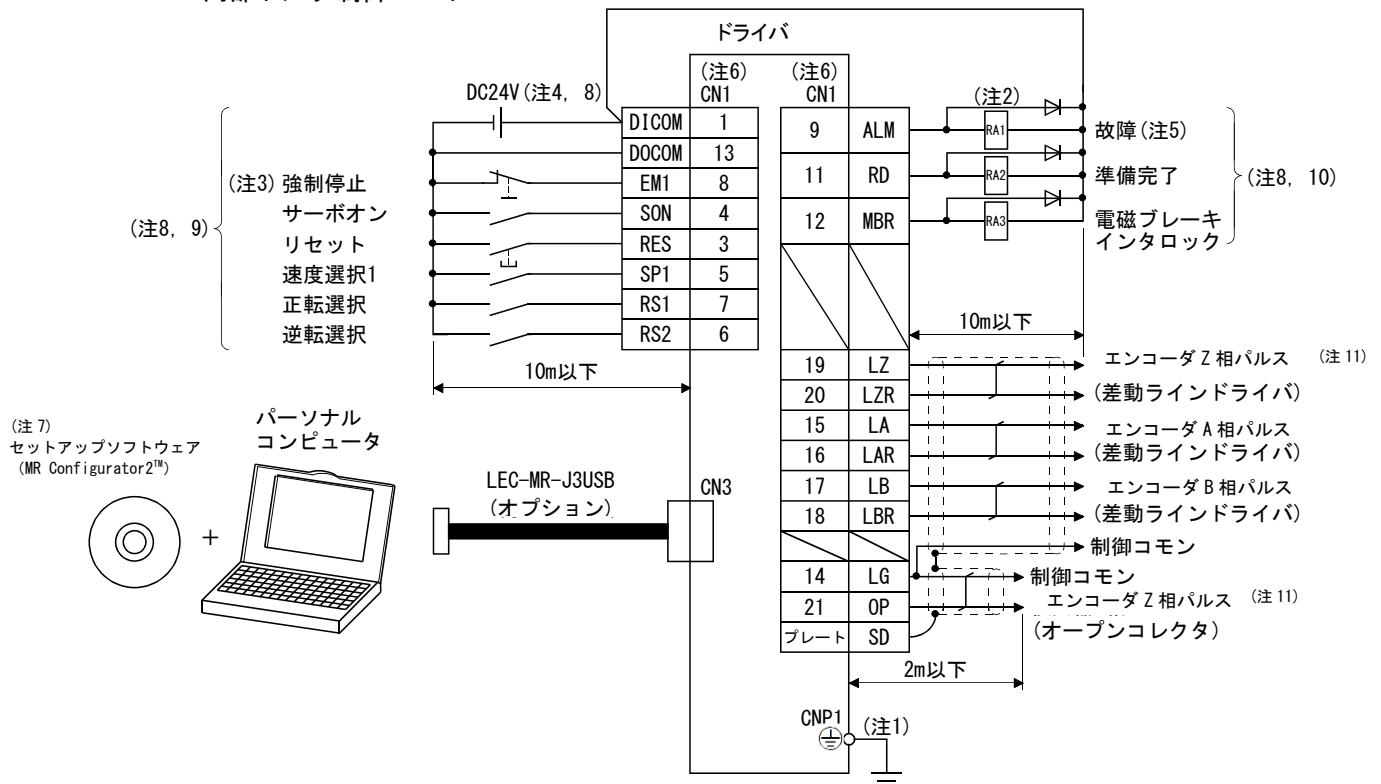 ドライバ
DC24V(注4, 8)
(注6)
CN1
(注6)
CN1
(注8, 9)
(注3) 強制停止
サーボオン
リセット
速度選択1
正転選択
逆転選択
DICOM 1
DOCOM 13
EM1 8
SON 4
RES 3
SP1 5
RS1 7
RS2 6
10m以下
9 ALM
11 RD
12 MBR
(注2)
RA1
RA2
RA3
故障(注5)
準備完了
電磁ブレーキ
インタロック
(注8, 10)
10m以下
19 LZ
20 LZR
15 LA
16 LAR
17 LB
18 LBR
14 LG
21 OP
プレート SD
エンコーダ Z 相パルス (注 11)
(差動ラインドライバ)
エンコーダ A 相パルス
(差動ラインドライバ)
エンコーダ B 相パルス
(差動ラインドライバ)
制御コモン
制御コモン
エンコーダ Z 相パルス (注 11)
(オープンコレクタ)
2m以下
(注 7)
セットアップソフトウェア
(MR Configurator2™)
+
パーソナル
コンピュータ
LEC-MR-J3USB
(オプション)
CN3
CNP1
(注1)